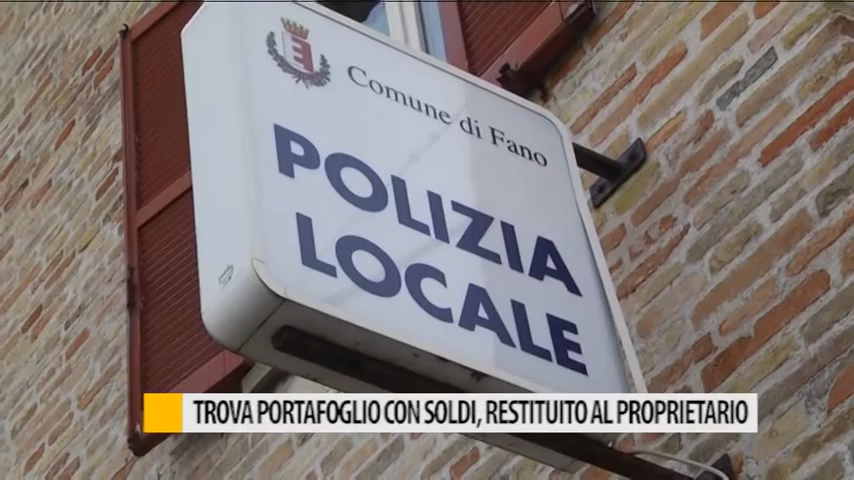 Comune di Fano
POLIZIA
LOCALE
TROVA PORTAFOGLIO CON SOLDI, RESTITUITO AL PROPRIETARIO